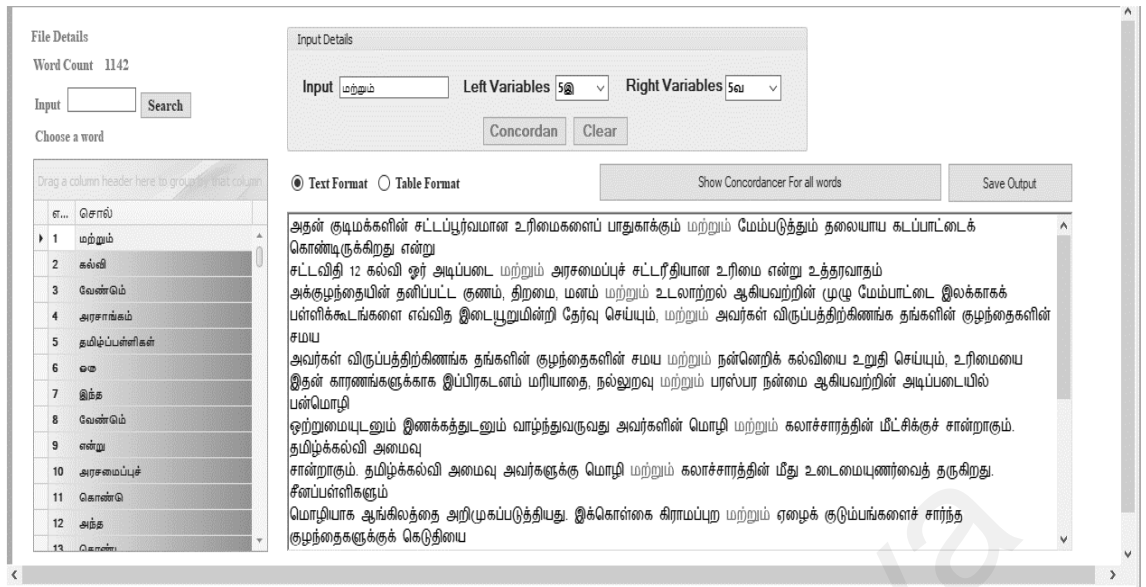 File Details
Word Count 1142
Input Search
Choose a word
Drag a column header here to group by that column
எ... சொல்
1 மற்றும்
2 கல்வி
3 வேண்டும்
4 அரசாங்கம்
5 தமிழ்ப்பள்ளிகள்
6 ஒரு
7 இந்த
8 வேண்டும்
9 என்று
10 அரசமைப்புச்
11 கொண்டு
12 அந்த
13
Input Details
Input மற்றும் Left Variables 5இ Right Variables 5வ
Concordan Clear
Text Format Table Format Show Concordancer For all words Save Output
அதன் குடிமக்களின் சட்டப்பூர்வமான உரிமைகளைப் பாதுகாக்கும் மற்றும் மேம்படுத்தும் தலையாய கடப்பாட்டைக்
கொண்டிருக்கிறது என்று
சட்டவிதி 12 கல்வி ஓர் அடிப்படை மற்றும் அரசமைப்புச் சட்டரீதியான உரிமை என்று உத்தரவாதம்
அக்குழந்தையின் தனிப்பட்ட குணம், திறமை, மனம் மற்றும் உடலாற்றல் ஆகியவற்றின் முழு மேம்பாட்டை இலக்காகக்
பள்ளிக்கூடங்களை எவ்வித இடையூறுமின்றி தேர்வு செய்யும், மற்றும் அவர்கள் விருப்பத்திற்கிணங்க தங்களின் குழந்தைகளின்
சமய
அவர்கள் விருப்பத்திற்கிணங்க தங்களின் குழந்தைகளின் சமய மற்றும் நன்னெறிக் கல்வியை உறுதி செய்யும், உரிமையை
இதன் காரணங்களுக்காக இப்பிரகடனம் மரியாதை, நல்லுறவு மற்றும் பரஸ்பர நன்மை ஆகியவற்றின் அடிப்படையில்
பன்மொழி
ஒற்றுமையுடனும் இணக்கத்துடனும் வாழ்ந்துவருவது அவர்களின் மொழி மற்றும் கலாச்சாரத்தின் மீட்சிக்குச் சான்றாகும்.
தமிழ்க்கல்வி அமைவு
சான்றாகும். தமிழ்க்கல்வி அமைவு அவர்களுக்கு மொழி மற்றும் கலாச்சாரத்தின் மீது உடைமையுணர்வைத் தருகிறது.
சீனப்பள்ளிகளும்
மொழியாக ஆங்கிலத்தை அறிமுகப்படுத்தியது. இக்கொள்கை கிராமப்புற மற்றும் ஏழைக் குடும்பங்களைச் சார்ந்த
குழந்தைகளுக்குக் கெடுதியை